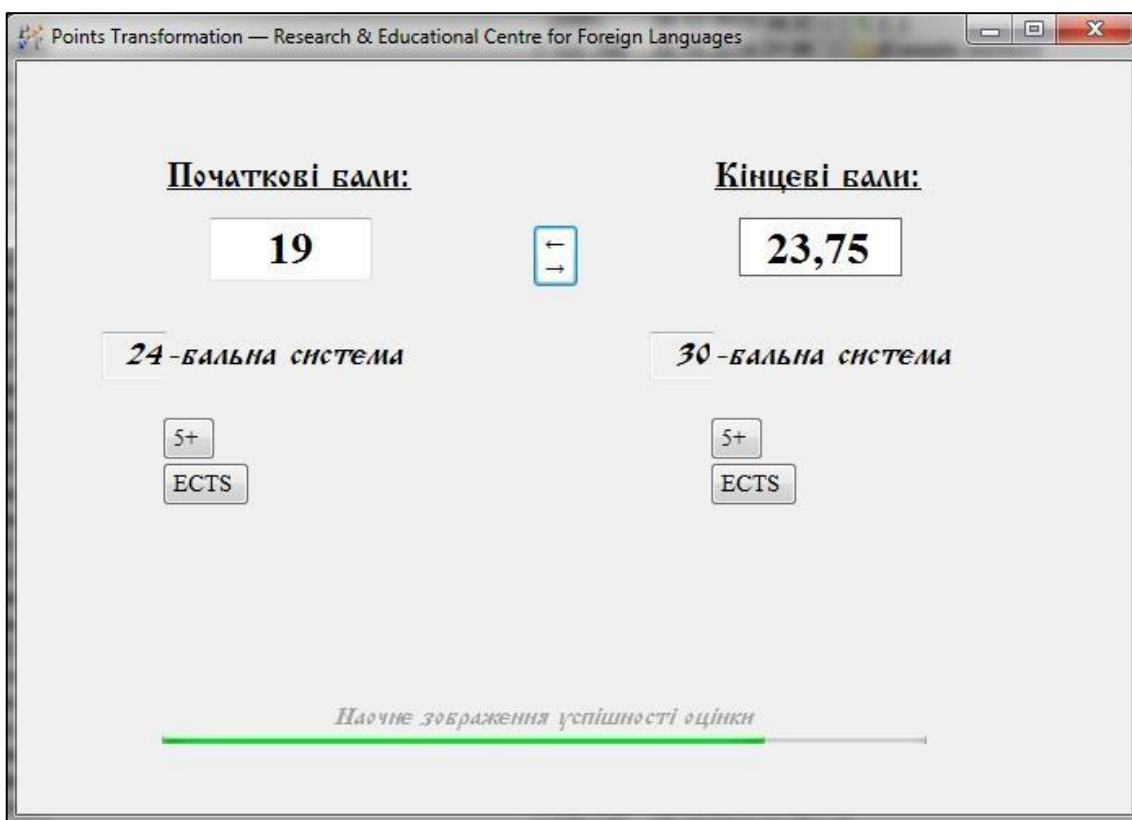 Points Transformation — Research & Educational Centre for Foreign Languages
Початкові бали: Кінцеві бали:
19 ← → 23,75
24 -бальна система 30 -бальна система
5+ 5+
ECTS ECTS
Наочне зображення успішності оцінки